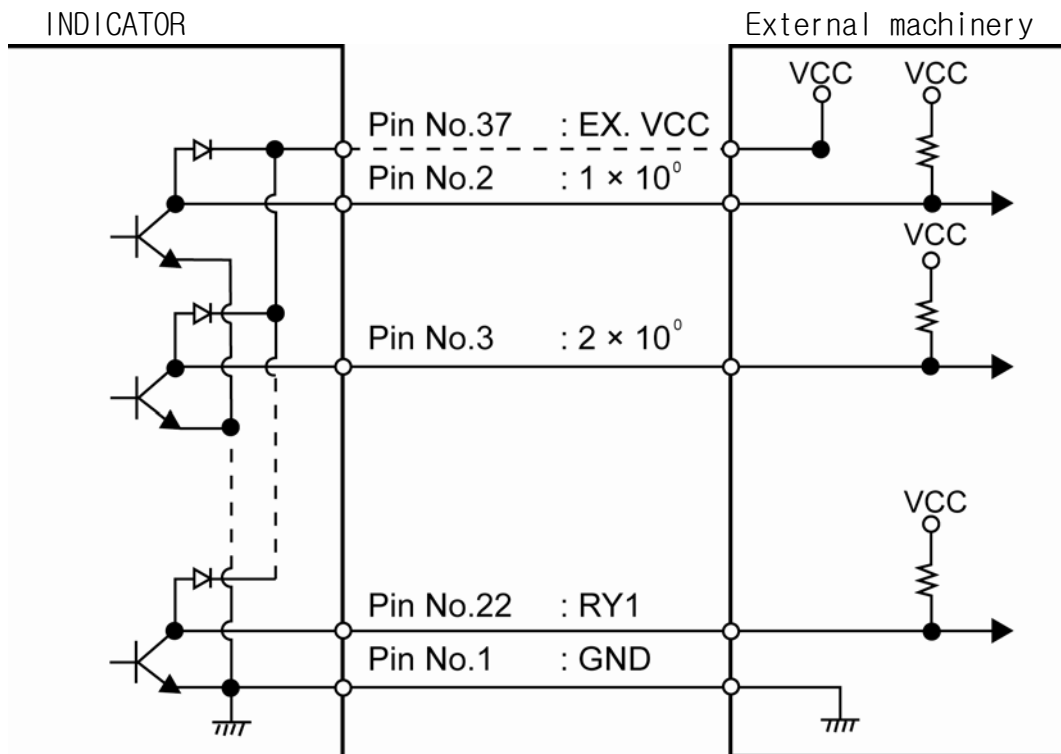 INDICATOR
External machinery
VCC
VCC
Pin No.37 : EX. VCC
Pin No.2 : 1 × 10⁰
VCC
Pin No.3 : 2 × 10⁰
VCC
Pin No.22 : RY1
Pin No.1 : GND